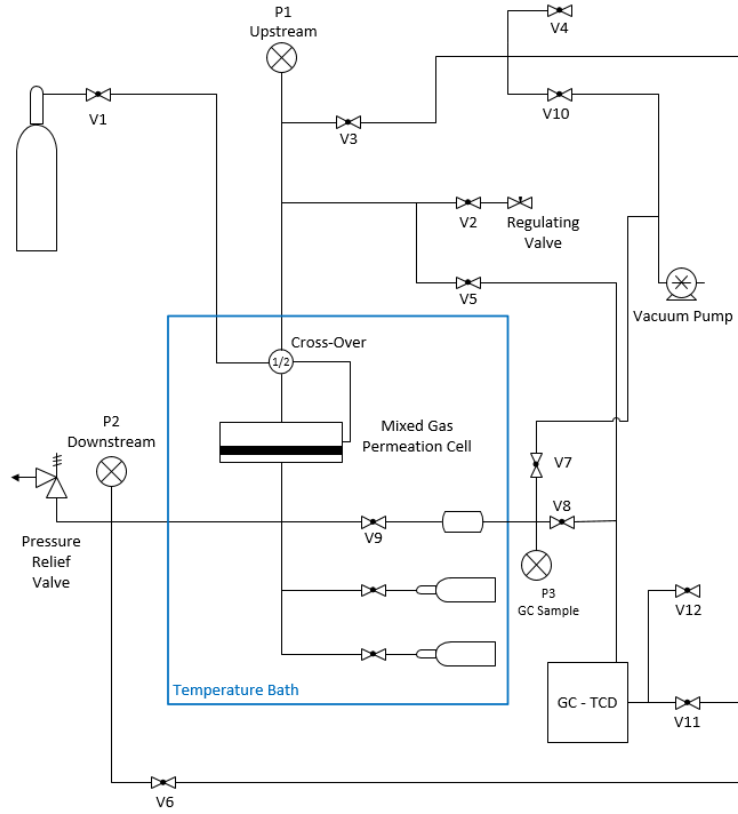 P1
Upstream
V4
V1
V3
V10
V2
Regulating
Valve
V5
Vacuum Pump
Cross-Over
1/2
P2
Downstream
Mixed Gas
Permeation Cell
V7
V8
V9
Pressure
Relief
Valve
P3
GC Sample
V12
Temperature Bath
GC - TCD
V11
V6